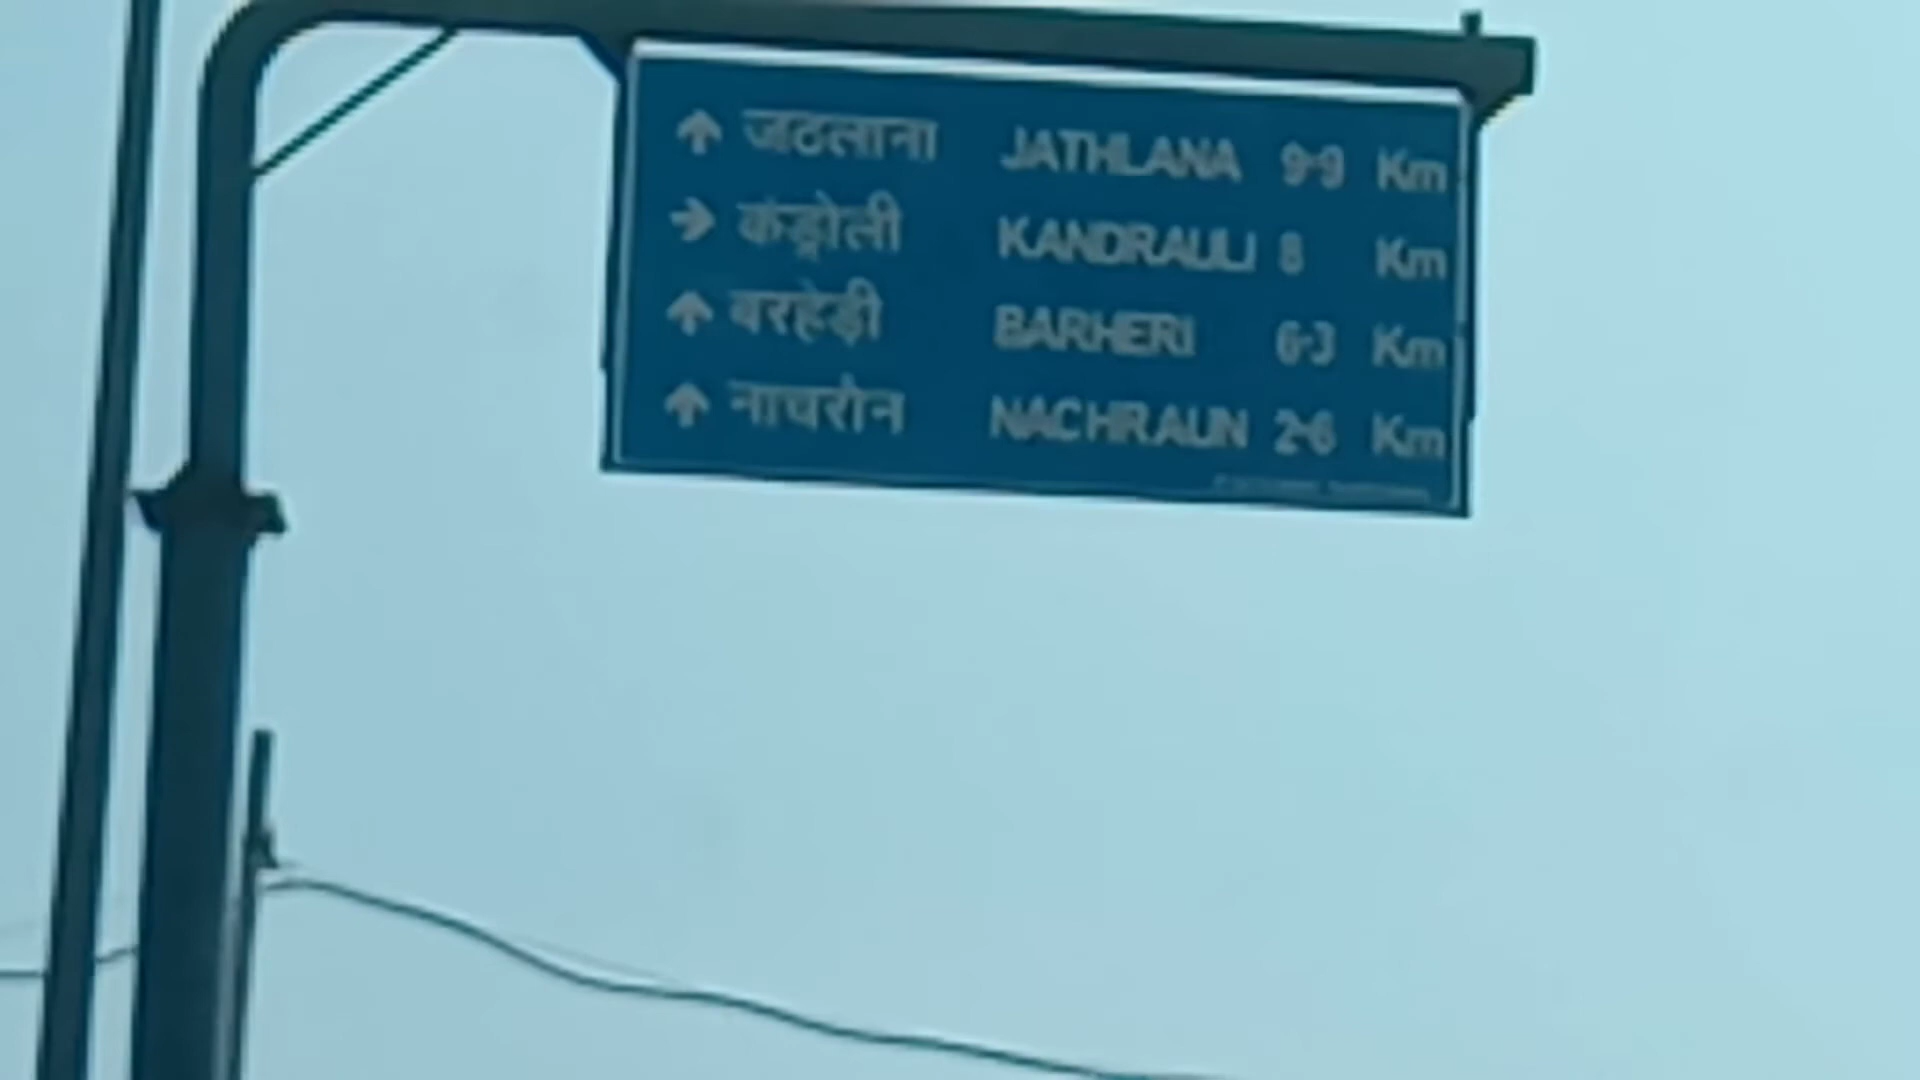 ↑ जठलाना JATHLANA 9·9 Km
→ कंड्रोली KANDRAULI 8 Km
↑ बरहेड़ी BARHERI 6·3 Km
↑ नाचरौन NACHRAUN 2·6 Km